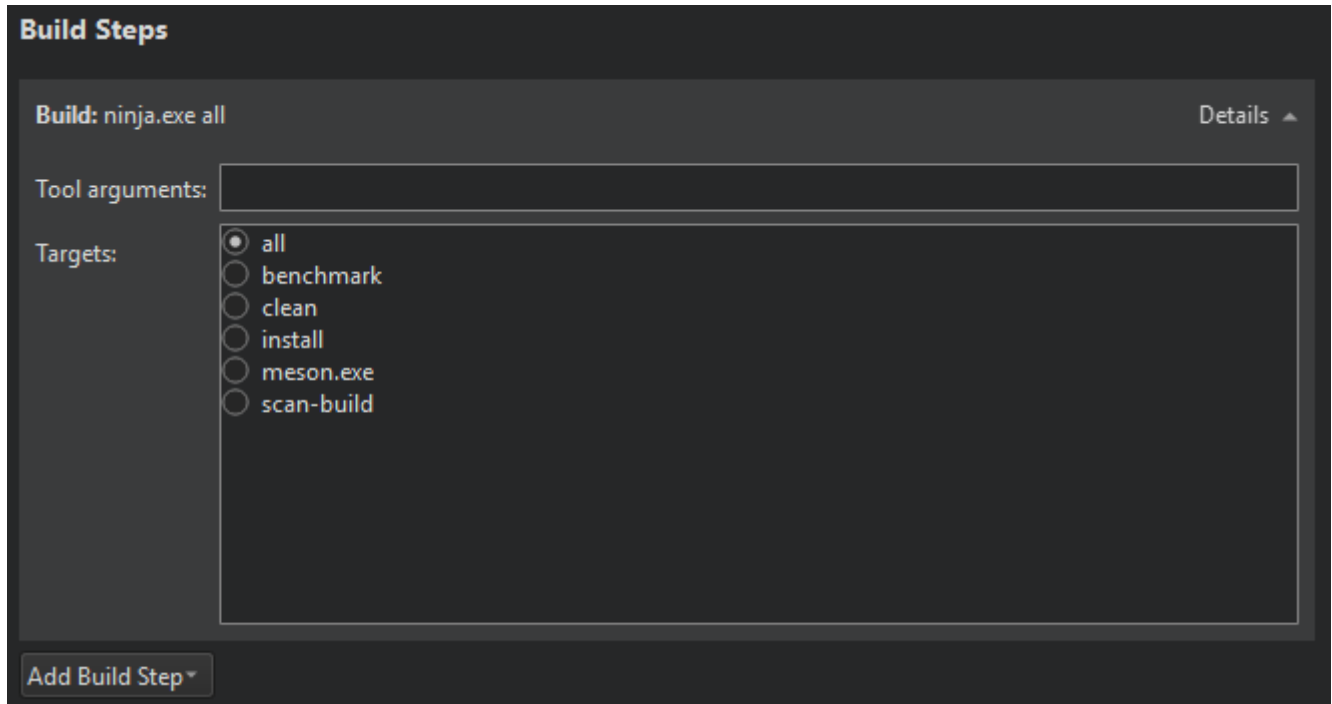 Build Steps
Build: ninja.exe all
Details
Tool arguments:
Targets:
all
benchmark
clean
install
meson.exe
scan-build
Add Build Step